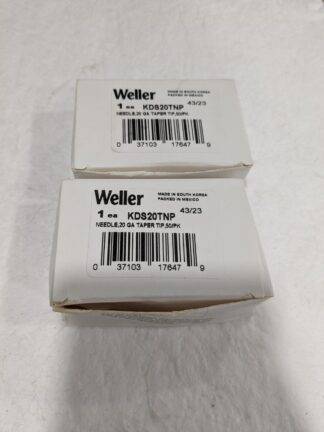 Weller
MADE IN SOUTH KOREA
PACKED IN MEXICO
1 ea KDS20TNP 43/23
NEEDLE,20 GA TAPER TIP,50/PK
0 37103 17647 9
Weller
MADE IN SOUTH KOREA
PACKED IN MEXICO
1 ea KDS20TNP 43/23
NEEDLE,20 GA TAPER TIP,50/PK
0 37103 17647 9